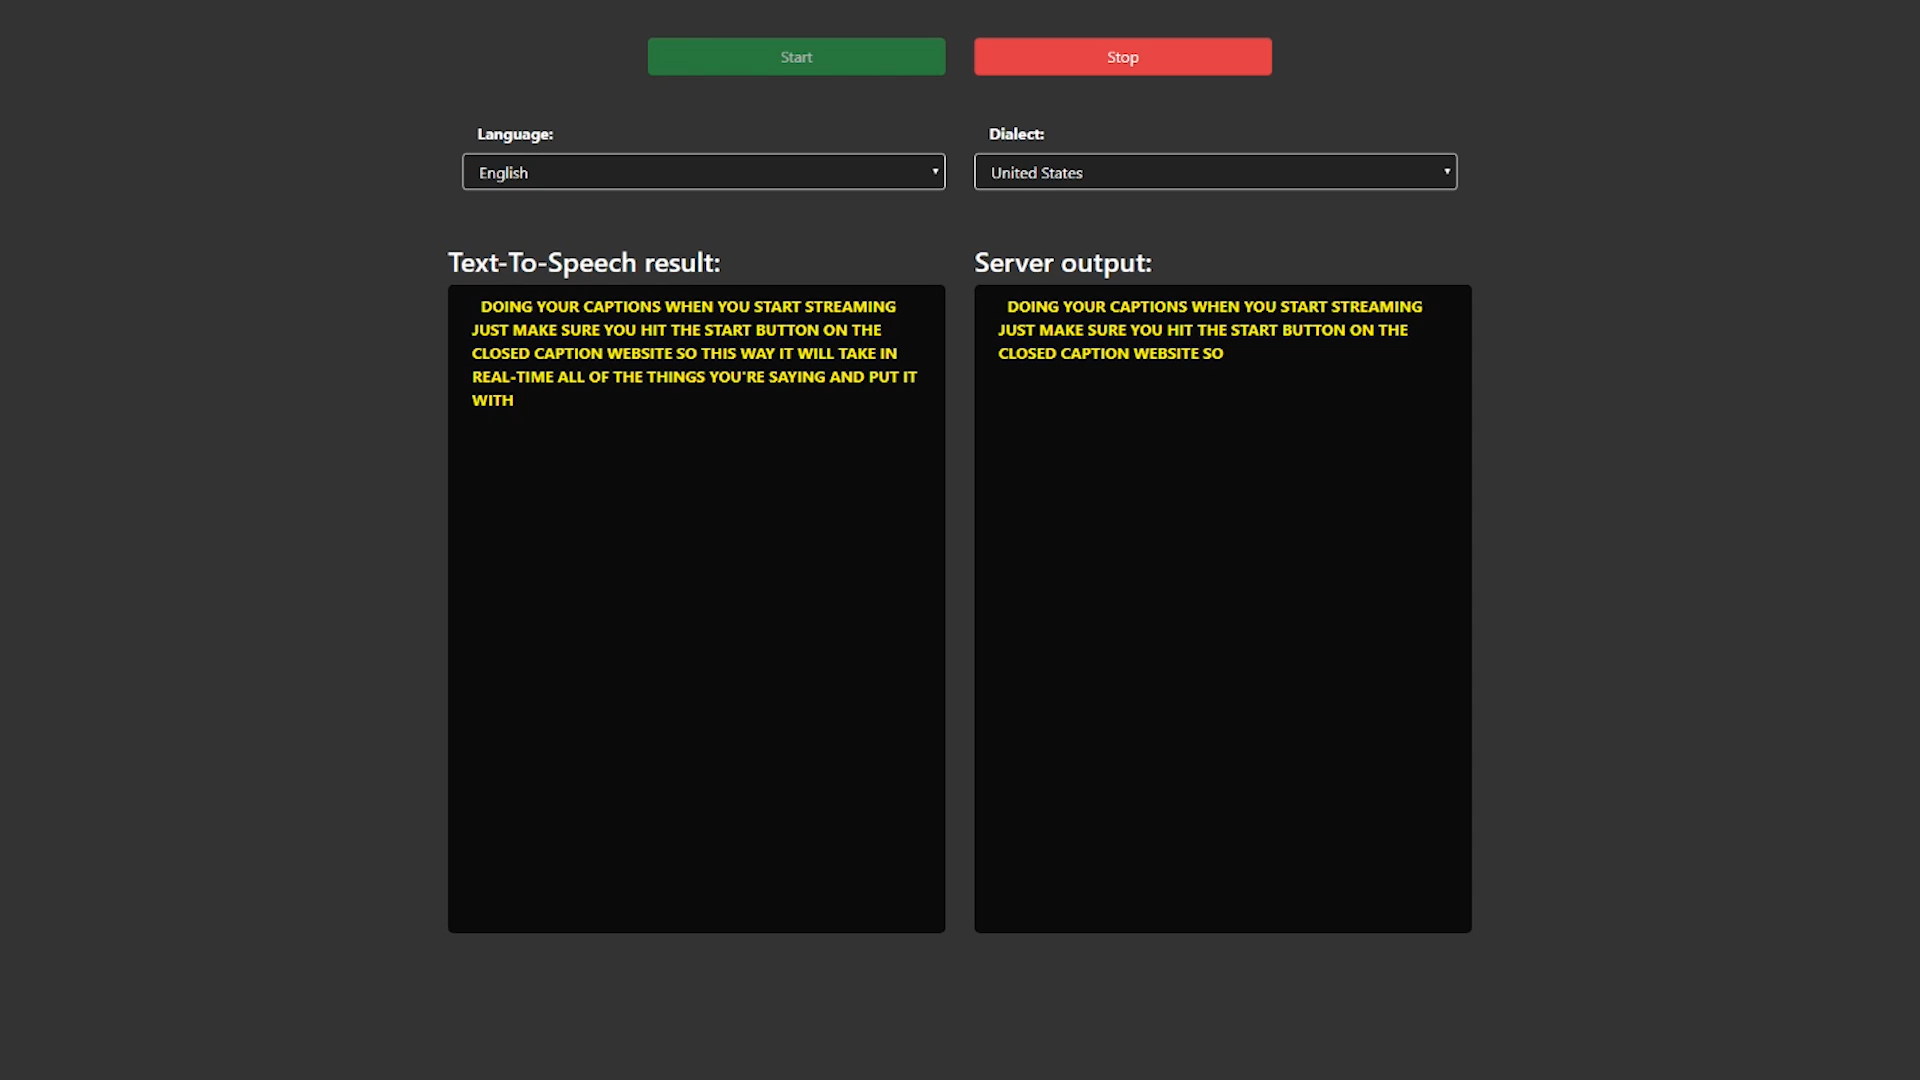 Start
Stop
Language:
Dialect:
English
United States
Text-To-Speech result:
DOING YOUR CAPTIONS WHEN YOU START STREAMING
JUST MAKE SURE YOU HIT THE START BUTTON ON THE
CLOSED CAPTION WEBSITE SO THIS WAY IT WILL TAKE IN
REAL-TIME ALL OF THE THINGS YOU'RE SAYING AND PUT IT
WITH
Server output:
DOING YOUR CAPTIONS WHEN YOU START STREAMING
JUST MAKE SURE YOU HIT THE START BUTTON ON THE
CLOSED CAPTION WEBSITE SO